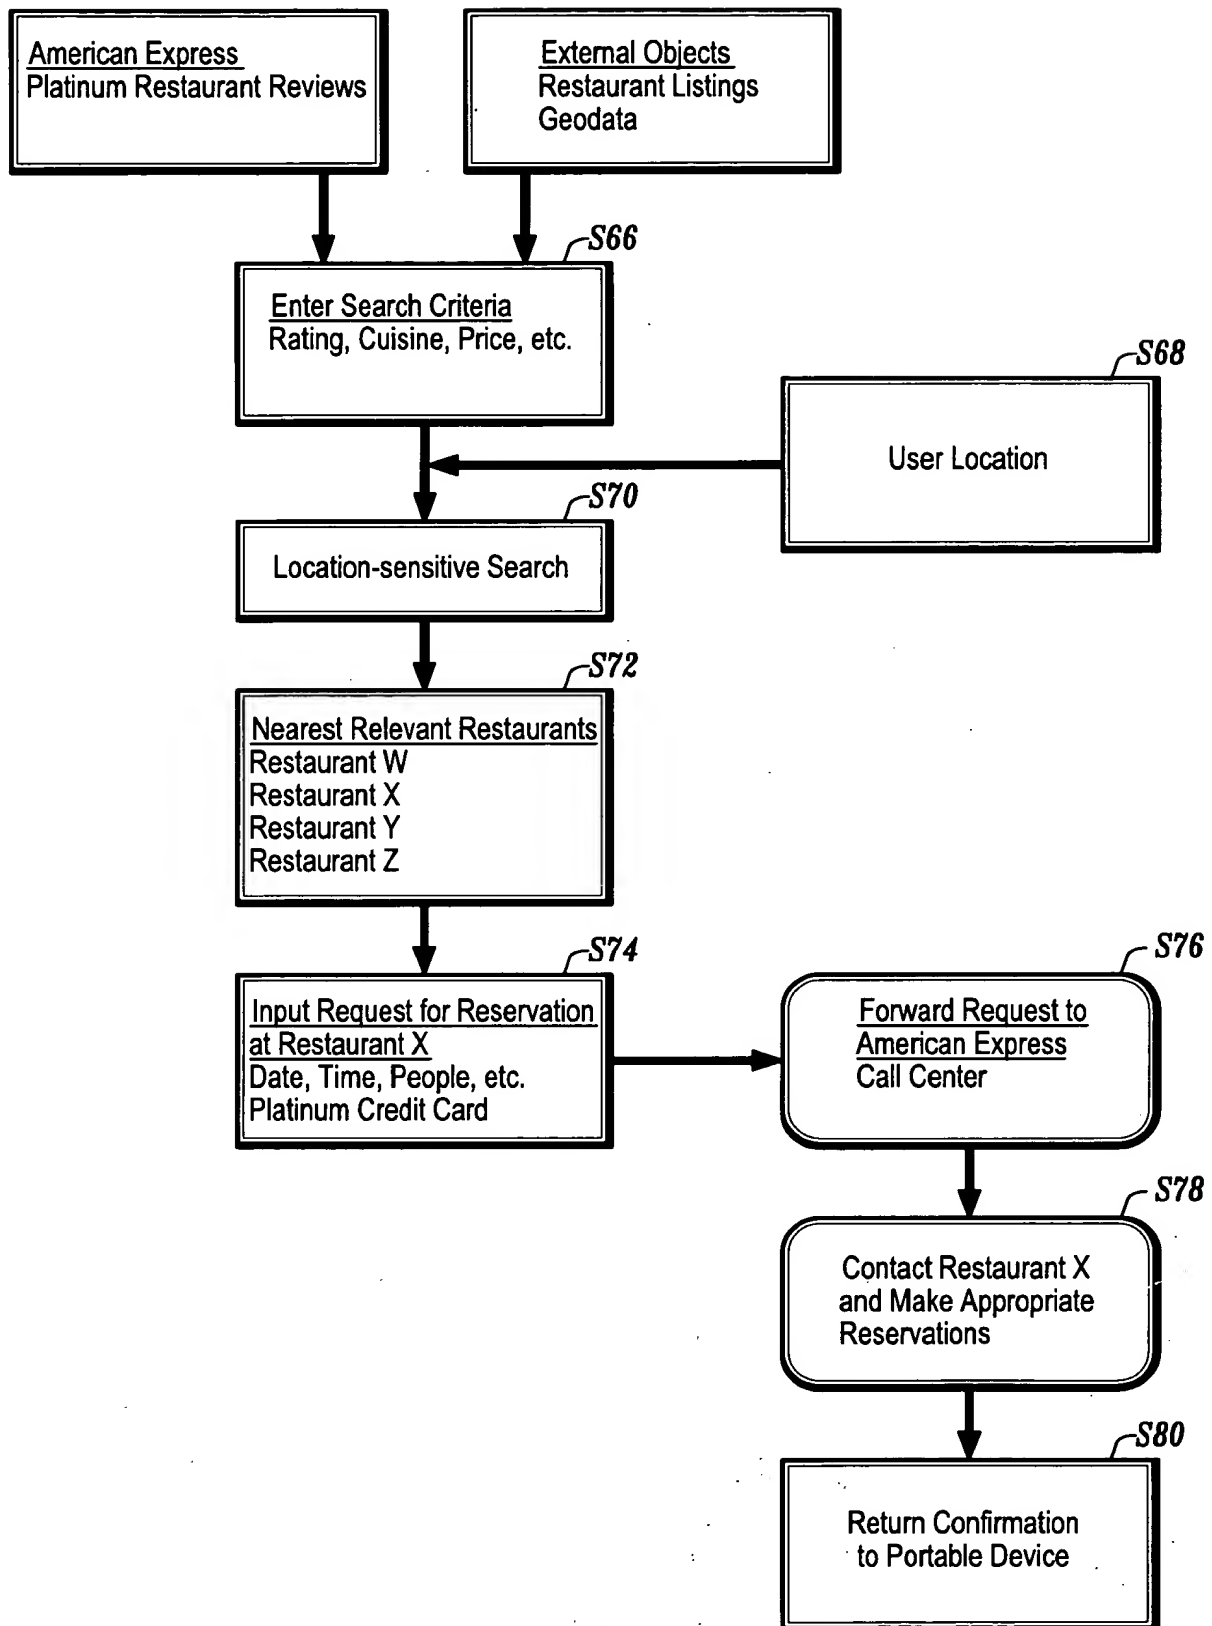 American Express
Platinum Restaurant Reviews
External Objects
Restaurant Listings
Geodata
S66
Enter Search Criteria
Rating, Cuisine, Price, etc.
S68
User Location
S70
Location-sensitive Search
S72
Nearest Relevant Restaurants
Restaurant W
Restaurant X
Restaurant Y
Restaurant Z
S74
Input Request for Reservation
at Restaurant X
Date, Time, People, etc.
Platinum Credit Card
S76
Forward Request to
American Express
Call Center
S78
Contact Restaurant X
and Make Appropriate
Reservations
S80
Return Confirmation
to Portable Device